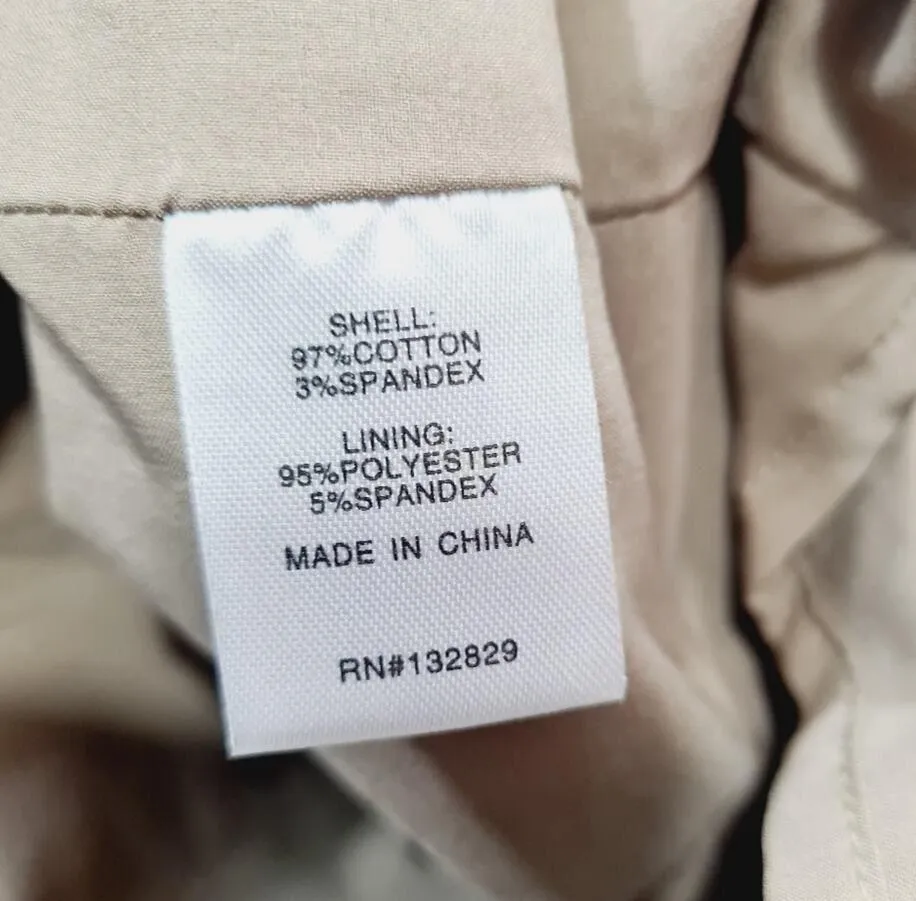 SHELL:
97%COTTON
3%SPANDEX
LINING:
95%POLYESTER
5%SPANDEX
MADE IN CHINA
RN#132829